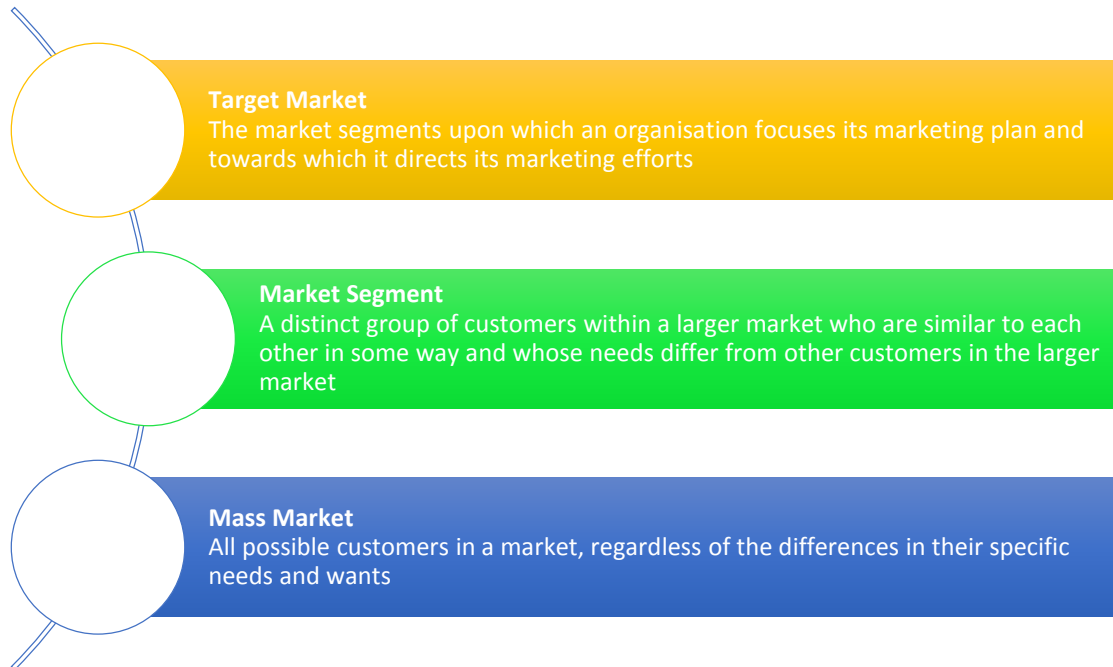 Target Market
The market segments upon which an organisation focuses its marketing plan and
towards which it directs its marketing efforts
Market Segment
A distinct group of customers within a larger market who are similar to each
other in some way and whose needs differ from other customers in the larger
market
Mass Market
All possible customers in a market, regardless of the differences in their specific
needs and wants